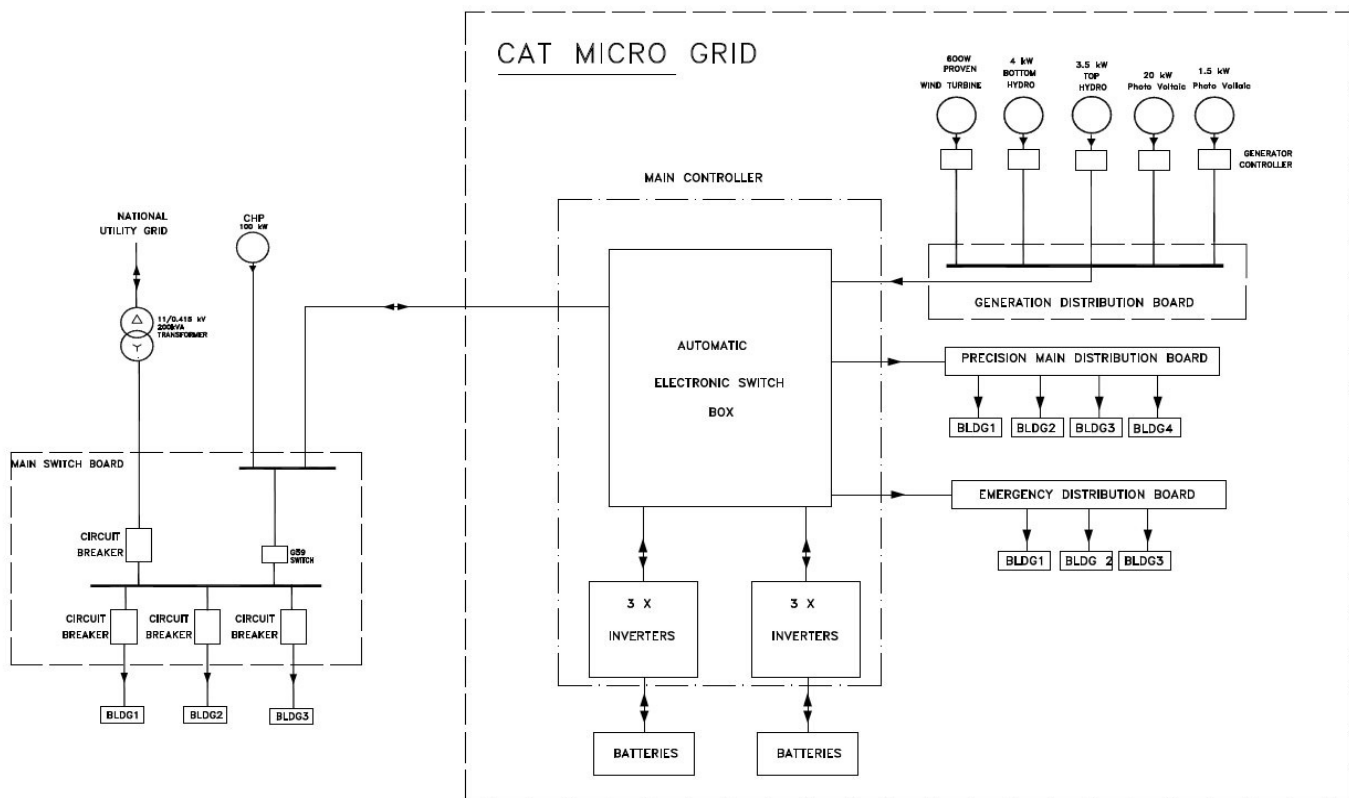 CAT MICRO GRID
600W
PROVEN
WIND TURBINE
4 kW
BOTTOM
HYDRO
3.5 kW
TOP
HYDRO
20 kW
Photo Voltaic
1.5 kW
Photo Voltaic
GENERATOR
CONTROLLER
MAIN CONTROLLER
NATIONAL
UTILITY GRID
CHP
100 kW
11/0.415 kV
200kVA
TRANSFORMER
GENERATION DISTRIBUTION BOARD
AUTOMATIC
ELECTRONIC SWITCH
BOX
PRECISION MAIN DISTRIBUTION BOARD
BLDG1
BLDG2
BLDG3
BLDG4
MAIN SWITCH BOARD
EMERGENCY DISTRIBUTION BOARD
BLDG1
BLDG 2
BLDG3
CIRCUIT
BREAKER
G59
SWITCH
CIRCUIT
BREAKER
CIRCUIT
BREAKER
CIRCUIT
BREAKER
3 X
INVERTERS
3 X
INVERTERS
BLDG1
BLDG2
BLDG3
BATTERIES
BATTERIES